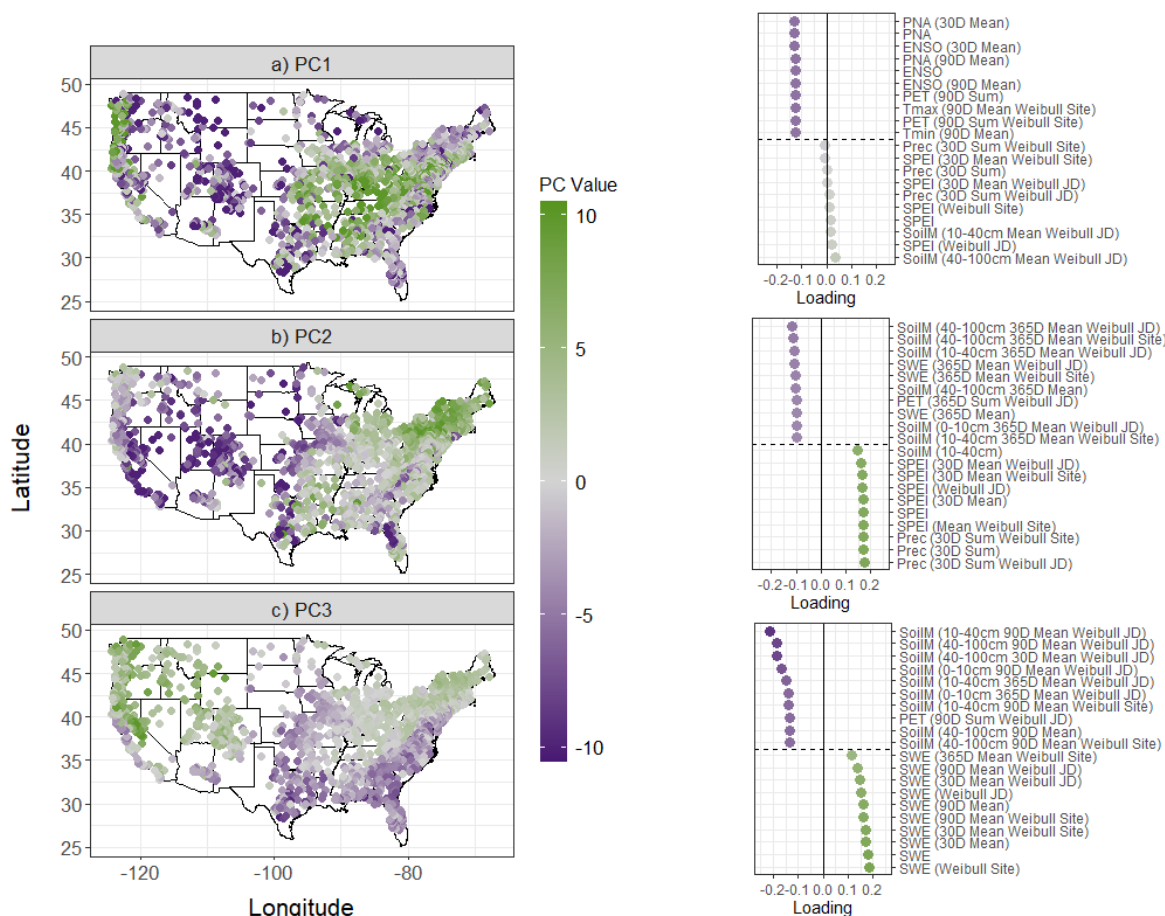 a) PC1
50
45
40
35
30
25
b) PC2
50
45
40
35
30
25
c) PC3
50
45
40
35
30
25
-120
-100
-80
Latitude
Longitude
PC Value
10
5
0
-5
-10
PNA (30D Mean)
PNA
ENSO (30D Mean)
PNA (90D Mean)
ENSO
ENSO (90D Mean)
PET (90D Sum)
Tmax (90D Mean Weibull Site)
PET (90D Sum Weibull Site)
Tmin (90D Mean)
Prec (30D Sum Weibull Site)
SPEI (30D Mean Weibull Site)
Prec (30D Sum)
SPEI (30D Mean Weibull JD)
Prec (30D Sum Weibull JD)
SPEI (Weibull Site)
SPEI
SoilM (10-40cm Mean Weibull JD)
SPEI (Weibull JD)
SoilM (40-100cm Mean Weibull JD)
-0.2-0.1 0.0 0.1 0.2
Loading
SoilM (40-100cm 365D Mean Weibull JD)
SoilM (40-100cm 365D Mean Weibull Site)
SoilM (10-40cm 365D Mean Weibull JD)
SWE (365D Mean Weibull JD)
SWE (365D Mean Weibull Site)
SoilM (40-100cm 365D Mean)
PET (365D Sum Weibull JD)
SWE (365D Mean)
SoilM (0-10cm 365D Mean Weibull JD)
SoilM (10-40cm 365D Mean Weibull Site)
SoilM (10-40cm)
SPEI (30D Mean Weibull JD)
SPEI (30D Mean Weibull Site)
SPEI (Weibull JD)
SPEI (30D Mean)
SPEI
SPEI (Mean Weibull Site)
Prec (30D Sum Weibull Site)
Prec (30D Sum)
Prec (30D Sum Weibull JD)
-0.2-0.1 0.0 0.1 0.2
Loading
SoilM (10-40cm 90D Mean Weibull JD)
SoilM (40-100cm 90D Mean Weibull JD)
SoilM (40-100cm 30D Mean Weibull JD)
SoilM (0-10cm 90D Mean Weibull JD)
SoilM (10-40cm 365D Mean Weibull JD)
SoilM (0-10cm 365D Mean Weibull JD)
SoilM (10-40cm 90D Mean Weibull Site)
PET (90D Sum Weibull JD)
SoilM (40-100cm 90D Mean)
SoilM (40-100cm 90D Mean Weibull Site)
SWE (365D Mean Weibull Site)
SWE (90D Mean Weibull JD)
SWE (30D Mean Weibull JD)
SWE (Weibull JD)
SWE (90D Mean)
SWE (90D Mean Weibull Site)
SWE (30D Mean Weibull Site)
SWE (30D Mean)
SWE
SWE (Weibull Site)
-0.2-0.1 0.0 0.1 0.2
Loading